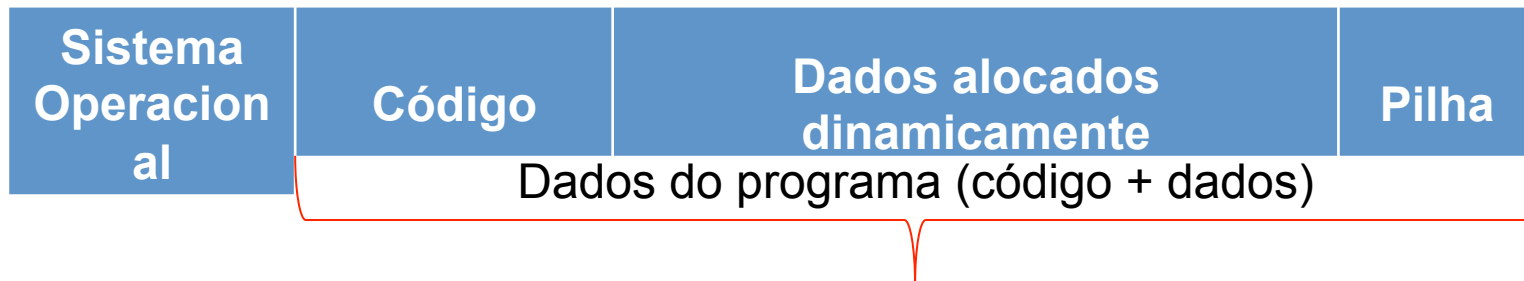 Sistema
Operacion
al
Código
Dados alocados
dinamicamente
Pilha
Dados do programa (código + dados)